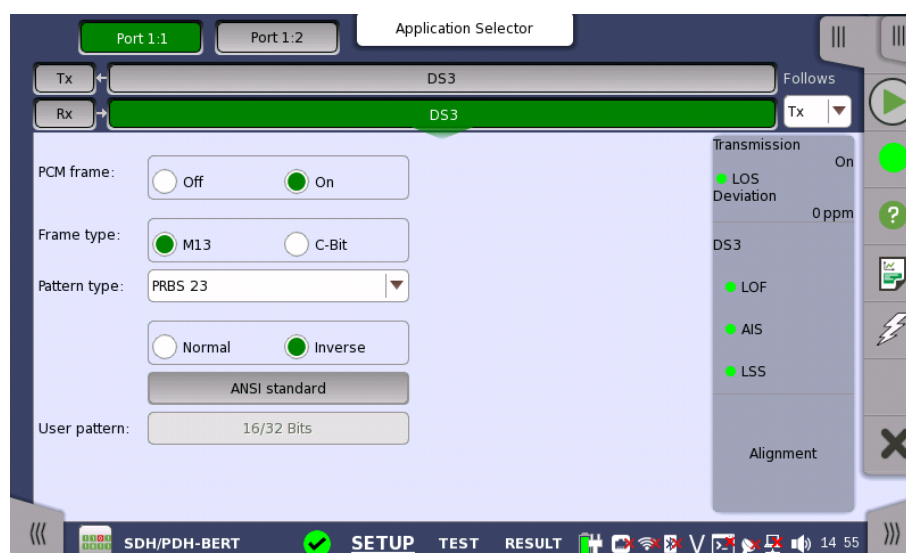 Port 1:1 Port 1:2 Application Selector
Tx DS3 Follows
Rx DS3 Tx
PCM frame: Off On
Frame type: M13 C-Bit
Pattern type: PRBS 23
Normal Inverse
ANSI standard
User pattern: 16/32 Bits
Transmission
On
LOS
Deviation
0 ppm
DS3
LOF
AIS
LSS
Alignment
SDH/PDH-BERT SETUP TEST RESULT 14 55